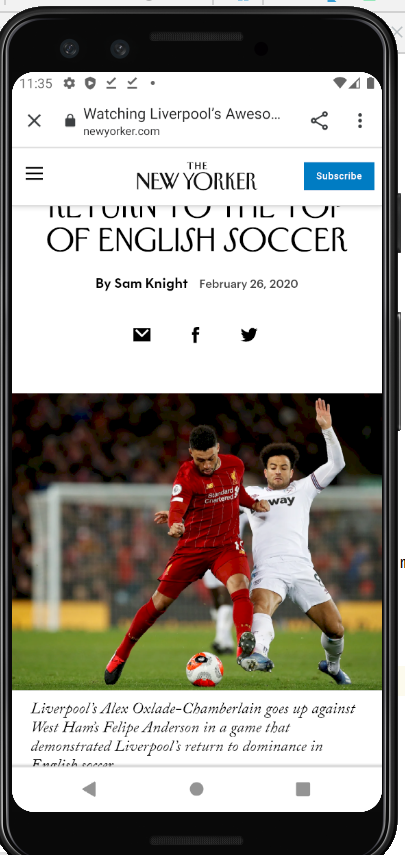 11:35
Watching Liverpool's Aweso...
newyorker.com
THE
NEW YORKER
Subscribe
RETURN TO THE TOP
OF ENGLISH SOCCER
By Sam Knight February 26, 2020
Standard
Chartered
way
Liverpool's Alex Oxlade-Chamberlain goes up against
West Ham's Felipe Anderson in a game that
demonstrated Liverpool's return to dominance in
English soccer